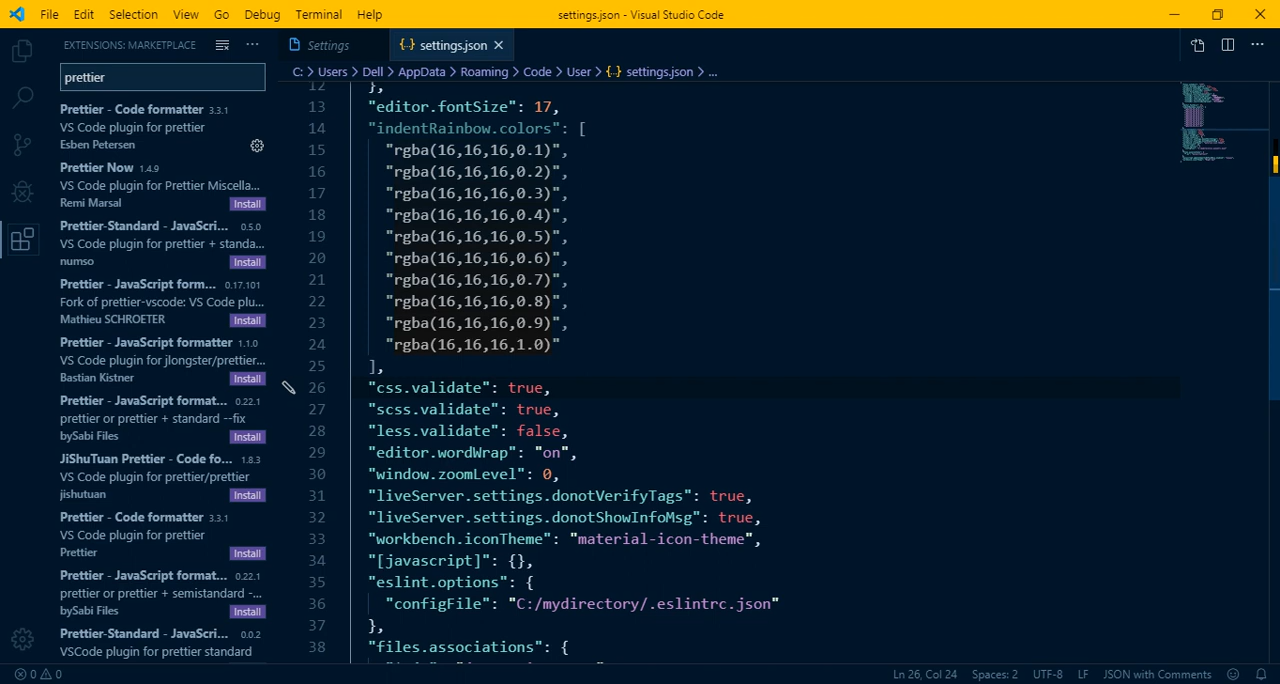 File Edit Selection View Go Debug Terminal Help
settings.json - Visual Studio Code
EXTENSIONS: MARKETPLACE
prettier
Prettier - Code formatter 3.3.1
VS Code plugin for prettier
Esben Petersen
Prettier Now 1.4.9
VS Code plugin for Prettier Miscella...
Remi Marsal Install
Prettier-Standard - JavaScri... 0.5.0
VS Code plugin for prettier + standa...
numso Install
Prettier - JavaScript form... 0.17.101
Fork of prettier-vscode: VS Code plu...
Mathieu SCHROETER Install
Prettier - JavaScript formatter 1.1.0
VS Code plugin for jlongster/prettier...
Bastian Kistner Install
Prettier - JavaScript format... 0.22.1
prettier or prettier + standard --fix
bySabi Files Install
JiShuTuan Prettier - Code fo... 1.8.3
VS Code plugin for prettier/prettier
jishutuan Install
Prettier - Code formatter 3.3.1
VS Code plugin for prettier
Prettier Install
Prettier - JavaScript format... 0.22.1
prettier or prettier + semistandard -...
bySabi Files Install
Prettier-Standard - JavaScri... 0.0.2
VSCode plugin for prettier standard
Settings
{..} settings.json ×
C: > Users > Dell > AppData > Roaming > Code > User > {..} settings.json > ...
12 },
13 "editor.fontSize": 17,
14 "indentRainbow.colors": [
15 "rgba(16,16,16,0.1)",
16 "rgba(16,16,16,0.2)",
17 "rgba(16,16,16,0.3)",
18 "rgba(16,16,16,0.4)",
19 "rgba(16,16,16,0.5)",
20 "rgba(16,16,16,0.6)",
21 "rgba(16,16,16,0.7)",
22 "rgba(16,16,16,0.8)",
23 "rgba(16,16,16,0.9)",
24 "rgba(16,16,16,1.0)"
25 ],
26 "css.validate": true,
27 "scss.validate": true,
28 "less.validate": false,
29 "editor.wordWrap": "on",
30 "window.zoomLevel": 0,
31 "liveServer.settings.donotVerifyTags": true,
32 "liveServer.settings.donotShowInfoMsg": true,
33 "workbench.iconTheme": "material-icon-theme",
34 "[javascript]": {},
35 "eslint.options": {
36 "configFile": "C:/mydirectory/.eslintrc.json"
37 },
38 "files.associations": {
0 0
Ln 26, Col 24 Spaces: 2 UTF-8 LF JSON with Comments